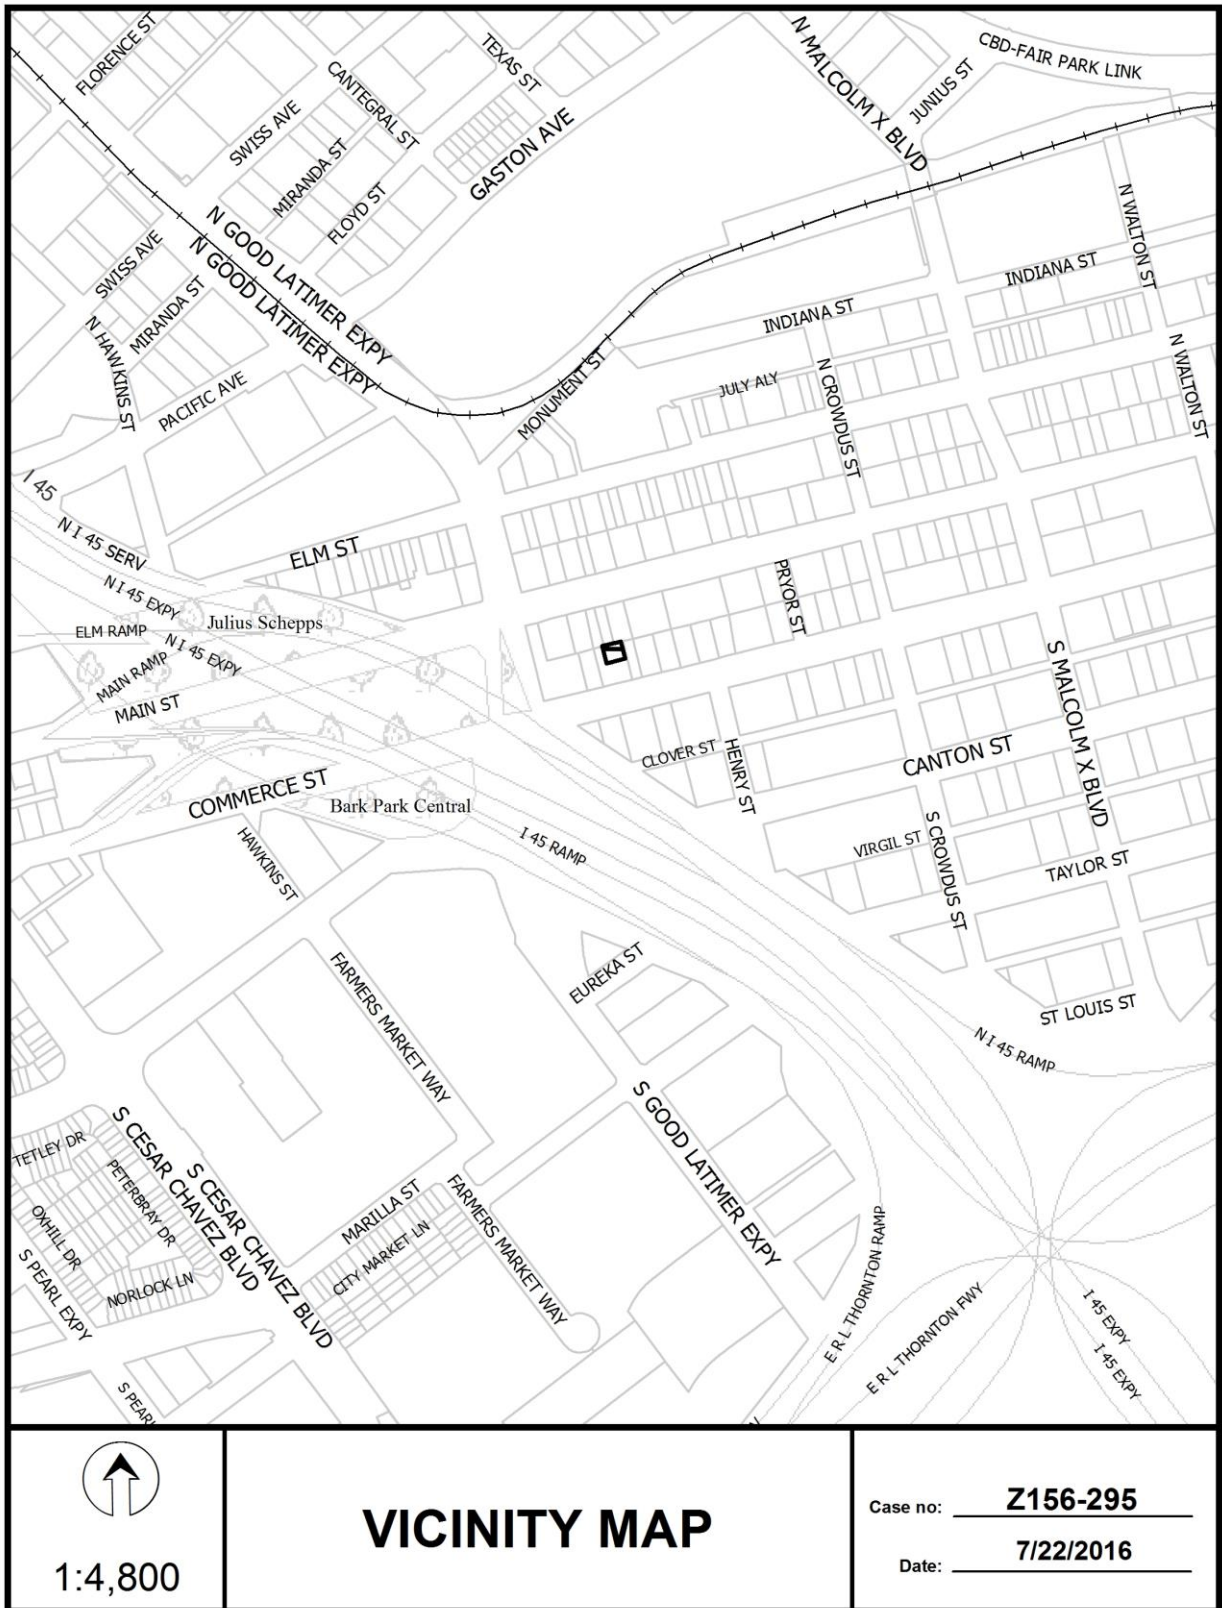 FLORENCE ST
TEXAS ST
N MALCOLM X BLVD
CBD-FAIR PARK LINK
CANTEGRAL ST
JUNIUS ST
SWISS AVE
GASTON AVE
MIRANDA ST
FLOYD ST
N WALTON ST
N GOOD LATIMER EXPY
N GOOD LATIMER EXPY
SWISS AVE
MIRANDA ST
INDIANA ST
INDIANA ST
N HAWKINS ST
N WALTON ST
PACIFIC AVE
MONUMENT ST
JULY ALY
N CROWDUS ST
I 45
N I 45 SERV
ELM ST
PRYOR ST
N I 45 EXPY
Julius Schepps
ELM RAMP
N I 45 EXPY
MAIN RAMP
MAIN ST
S MALCOLM X BLVD
CLOVER ST
HENRY ST
CANTON ST
COMMERCE ST
Bark Park Central
HAWKINS ST
I 45 RAMP
VIRGIL ST
S CROWDUS ST
TAYLOR ST
FARMERS MARKET WAY
EUREKA ST
ST LOUIS ST
N I 45 RAMP
S GOOD LATIMER EXPY
TETLEY DR
S CESAR CHAVEZ BLVD
S CESAR CHAVEZ BLVD
PETERBRAY DR
OXHILL DR
MARILLA ST
CITY MARKET LN
FARMERS MARKET WAY
NORLOCK LN
S PEARL EXPY
E R L THORNTON RAMP
E R L THORNTON FWY
I 45 EXPY
I 45 EXPY
S PEARL
1:4,800
VICINITY MAP
Case no: Z156-295
Date: 7/22/2016